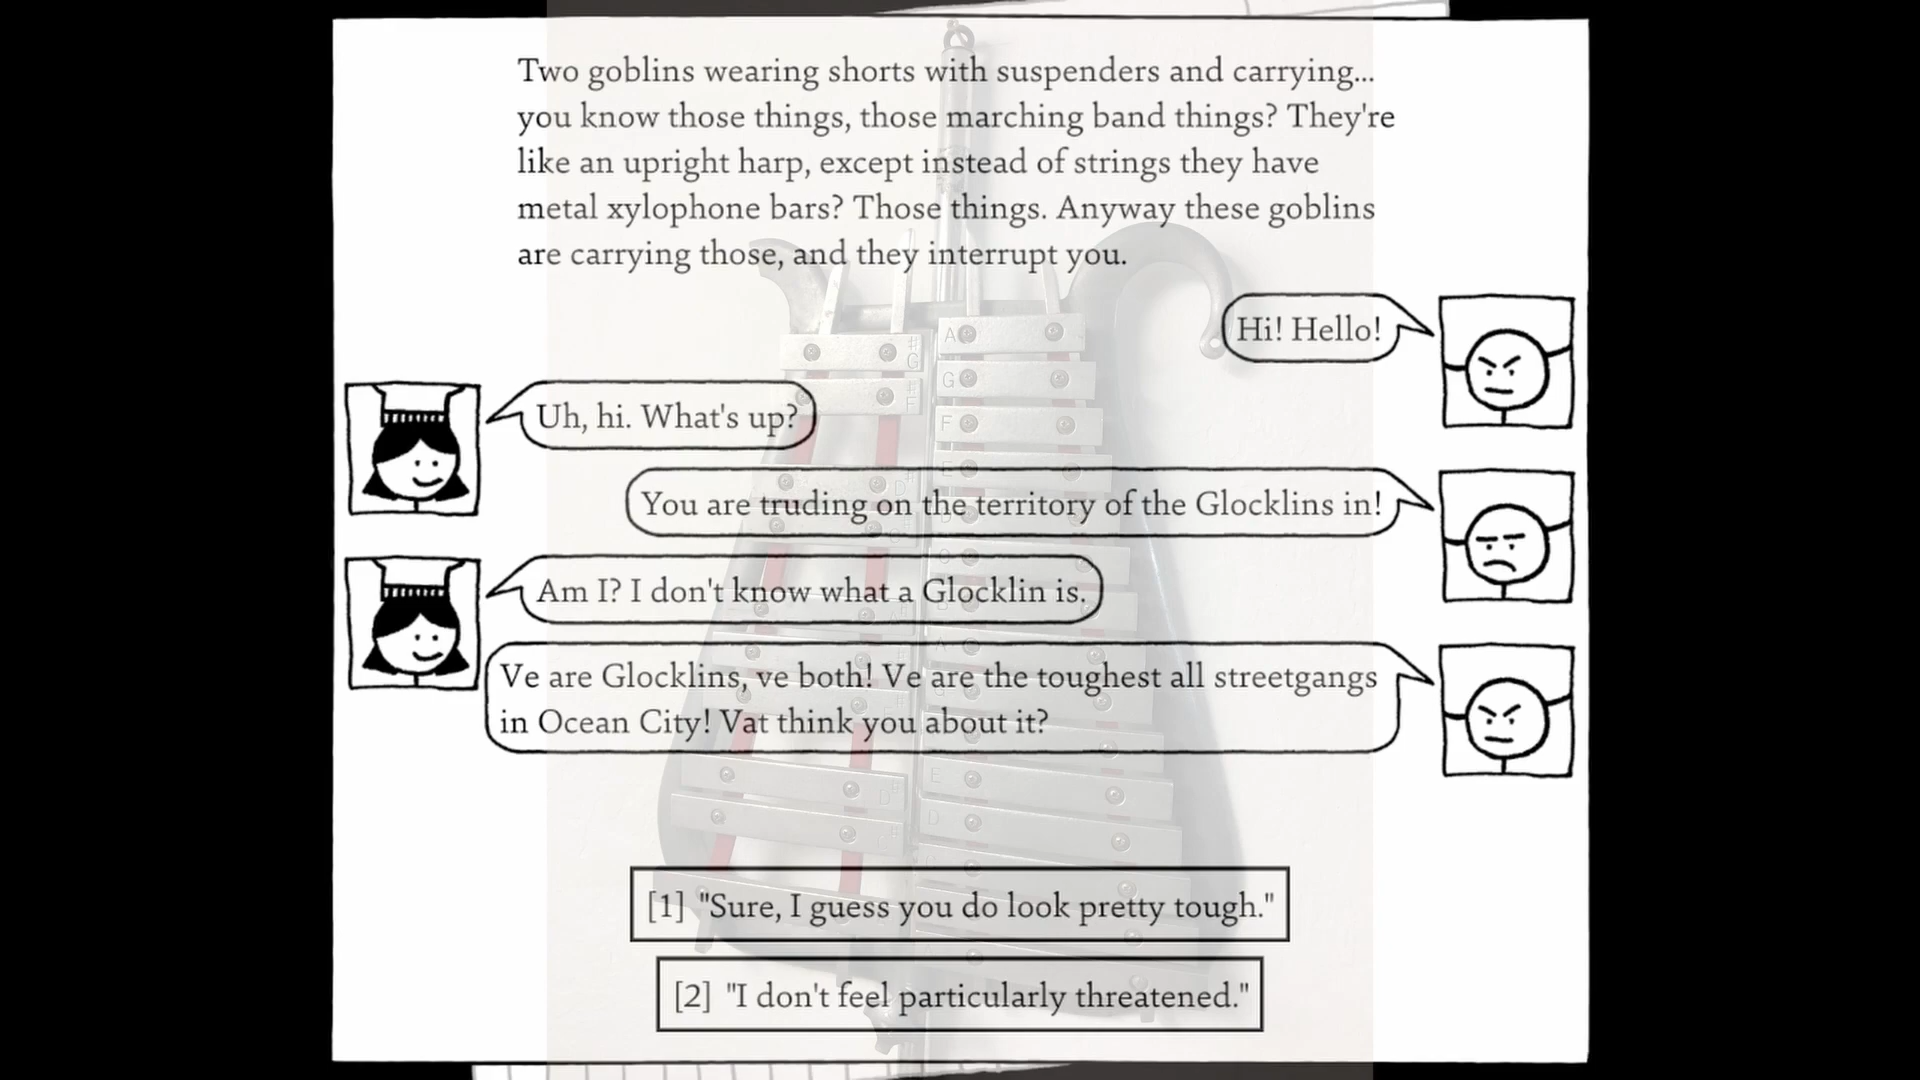 Two goblins wearing shorts with suspenders and carrying...
you know those things, those marching band things? They're
like an upright harp, except instead of strings they have
metal xylophone bars? Those things. Anyway these goblins
are carrying those, and they interrupt you.
Hi! Hello!
Uh, hi. What's up?
You are truding on the territory of the Glocklins in!
Am I? I don't know what a Glocklin is.
Ve are Glocklins, ve both! Ve are the toughest all streetgangs
in Ocean City! Vat think you about it?
[1] "Sure, I guess you do look pretty tough."
[2] "I don't feel particularly threatened."